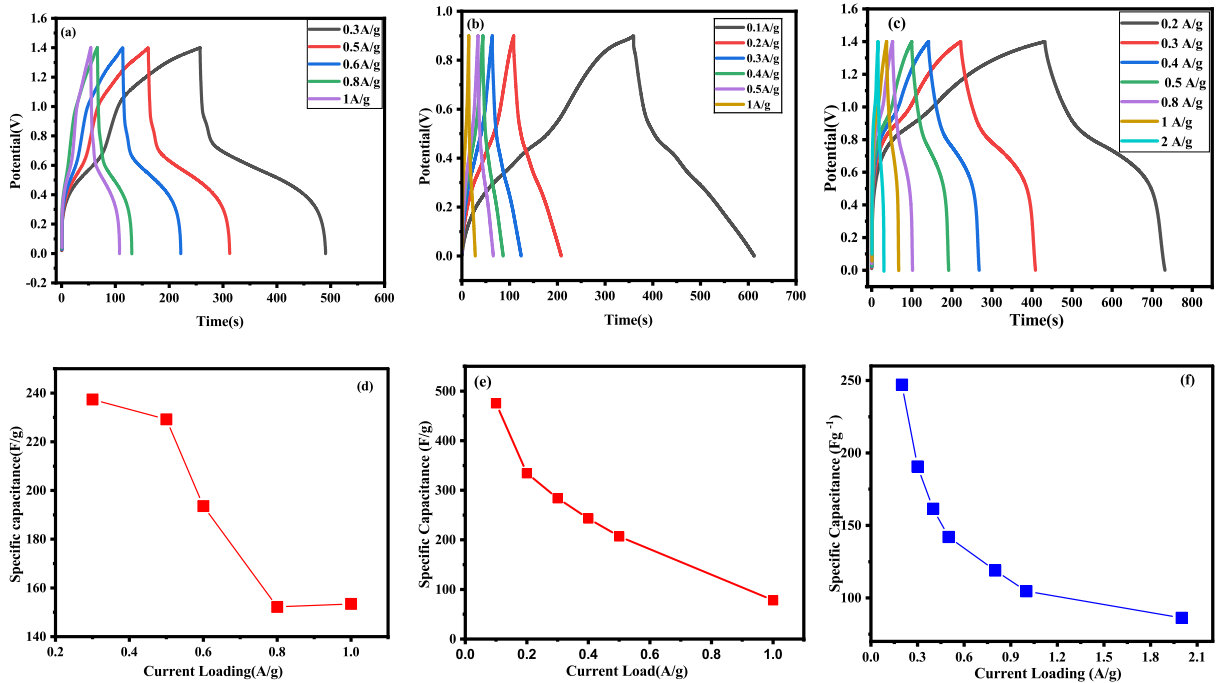 (a)
0.3A/g
0.5A/g
0.6A/g
0.8A/g
1A/g
1.6
1.4
1.2
1.0
0.8
0.6
0.4
0.2
0.0
-0.2
Potential(V)
0 100 200 300 400 500 600
Time(s)
(b)
0.1A/g
0.2A/g
0.3A/g
0.4A/g
0.5A/g
1A/g
1.0
0.8
0.6
0.4
0.2
0.0
Potential(V)
0 100 200 300 400 500 600 700
Time(s)
(c)
0.2 A/g
0.3 A/g
0.4 A/g
0.5 A/g
0.8 A/g
1 A/g
2 A/g
1.6
1.4
1.2
1.0
0.8
0.6
0.4
0.2
0.0
Potential(V)
0 100 200 300 400 500 600 700 800
Time(s)
(d)
240
220
200
180
160
140
Specific capacitance(F/g)
0.2 0.4 0.6 0.8 1.0
Current Loading(A/g)
(e)
500
400
300
200
100
0
Specific Capacitance (F/g)
0.0 0.2 0.4 0.6 0.8 1.0
Current Load(A/g)
(f)
250
200
150
100
Specific Capacitance (Fg⁻¹)
0.0 0.3 0.6 0.9 1.2 1.5 1.8 2.1
Current Loading (A/g)